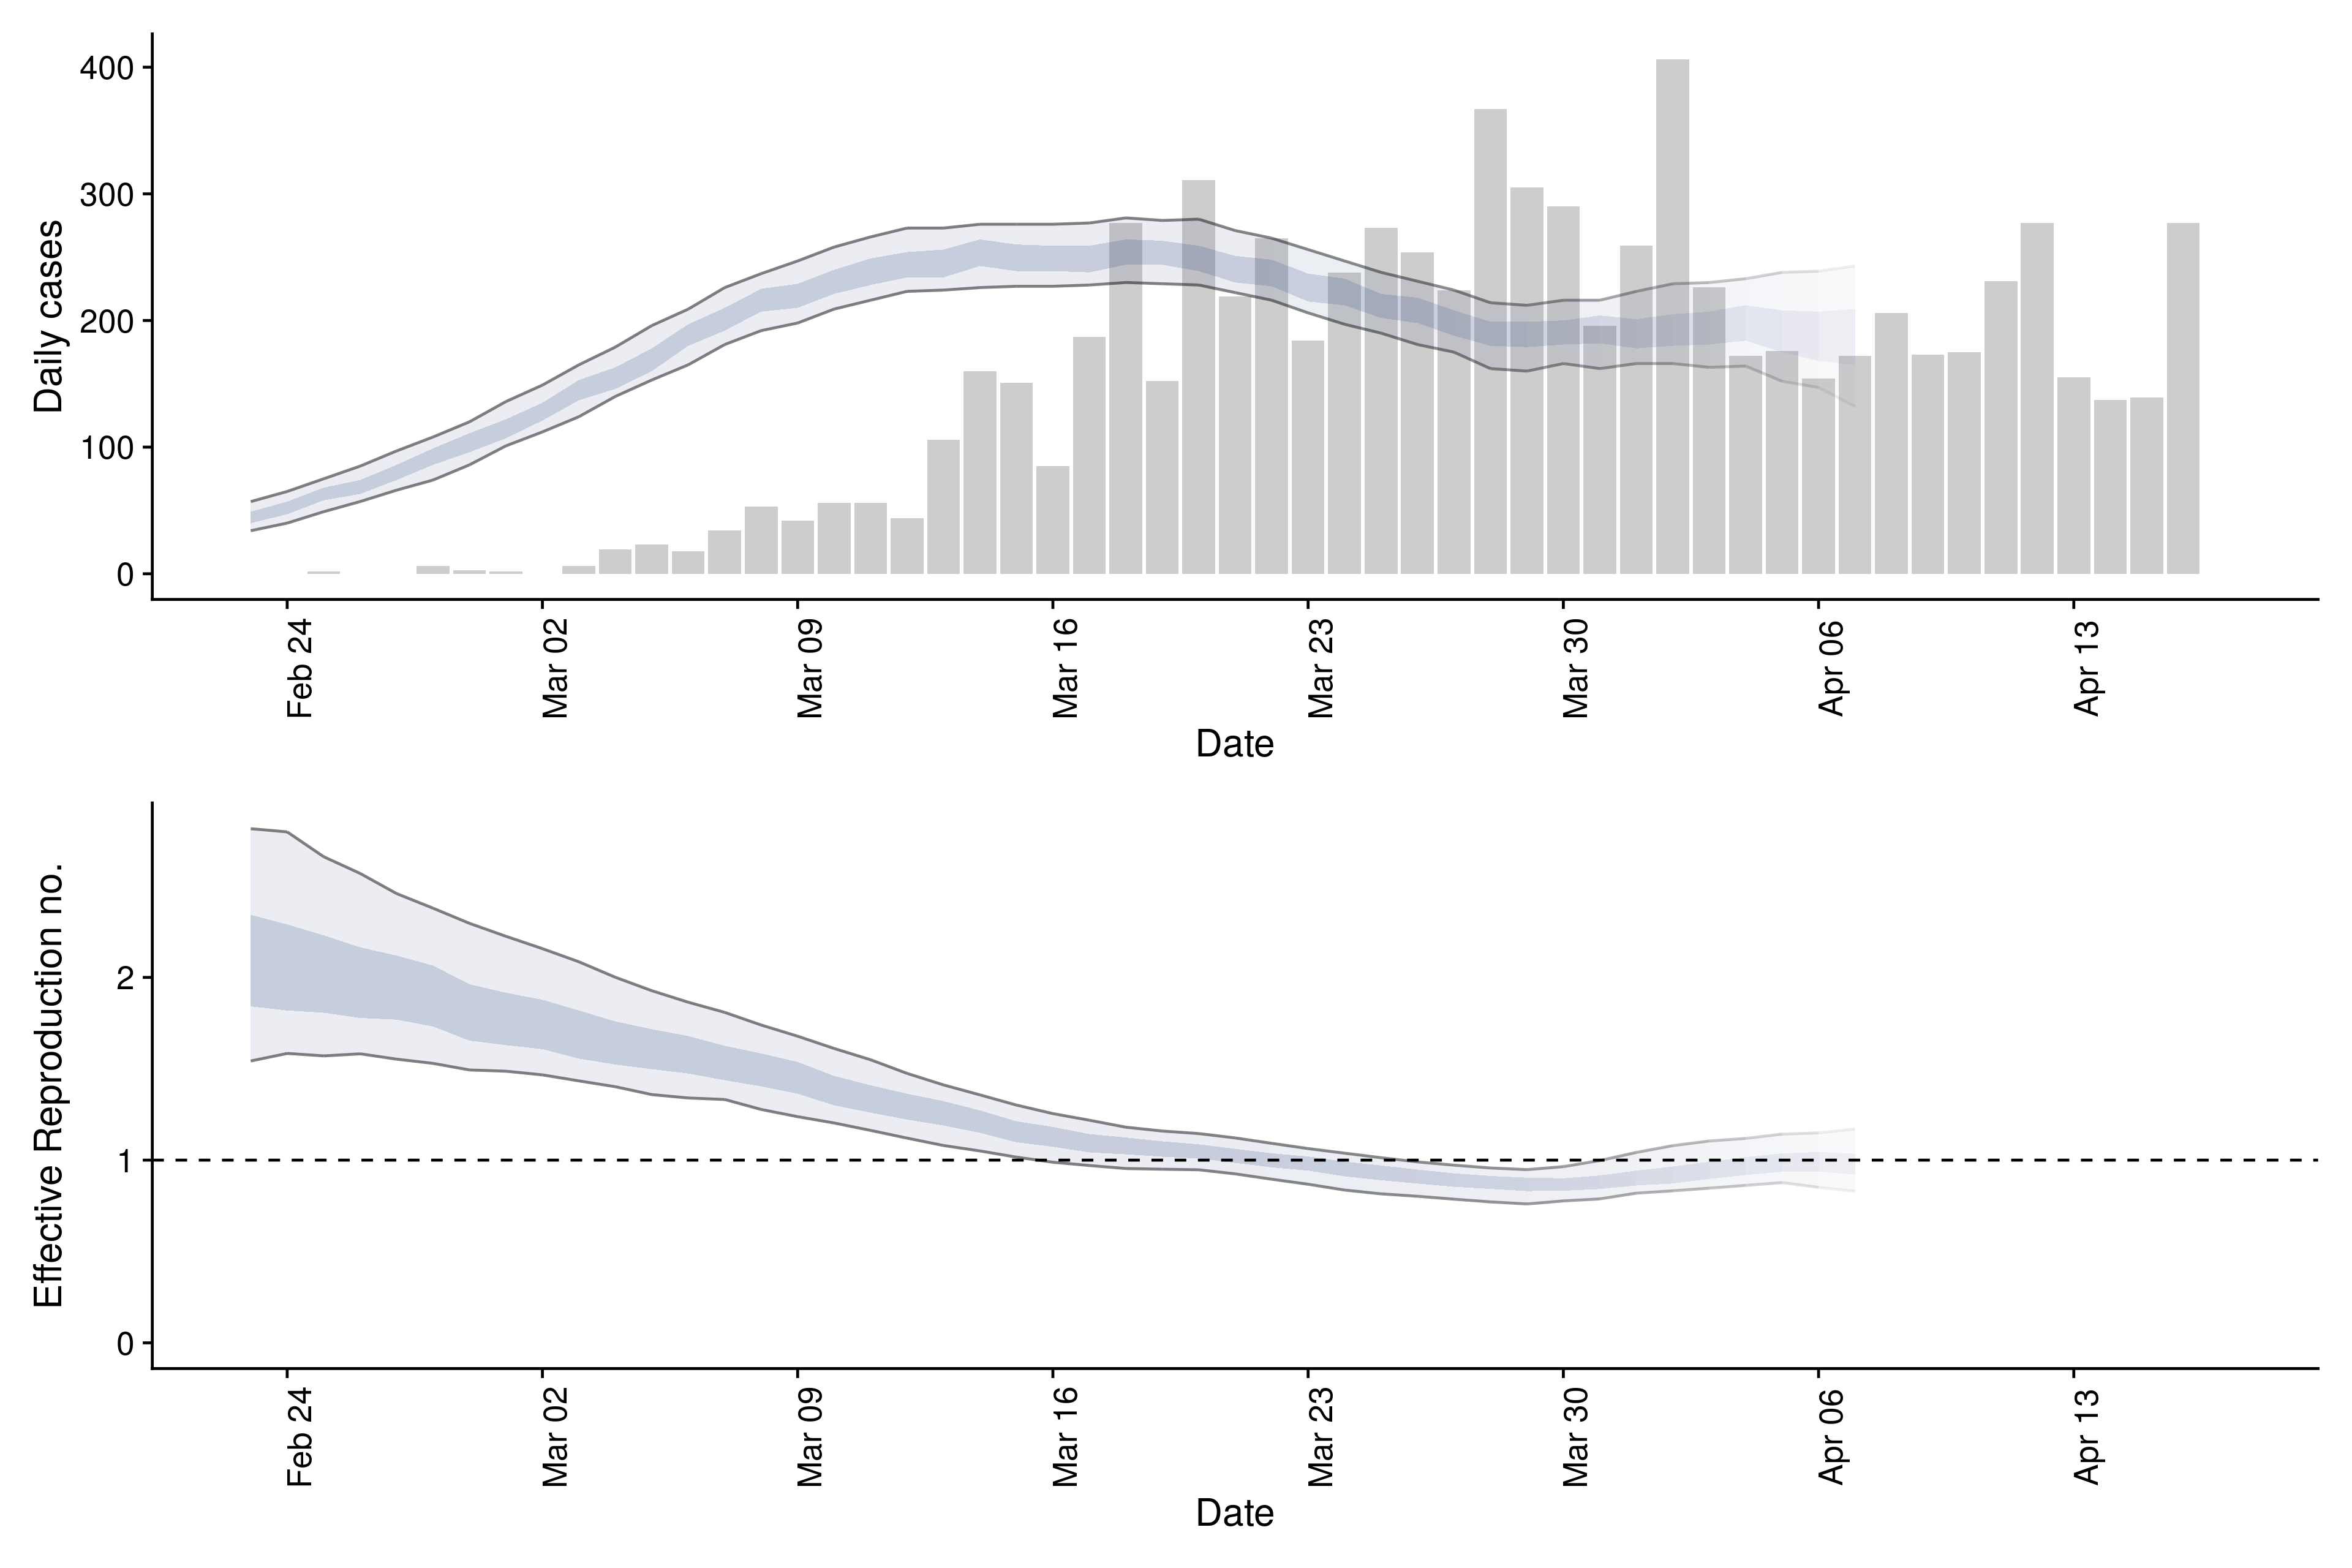 Daily cases
400
300
200
100
0
Feb 24
Mar 02
Mar 09
Mar 16
Mar 23
Mar 30
Apr 06
Apr 13
Date
Effective Reproduction no.
2
1
0
Feb 24
Mar 02
Mar 09
Mar 16
Mar 23
Mar 30
Apr 06
Apr 13
Date